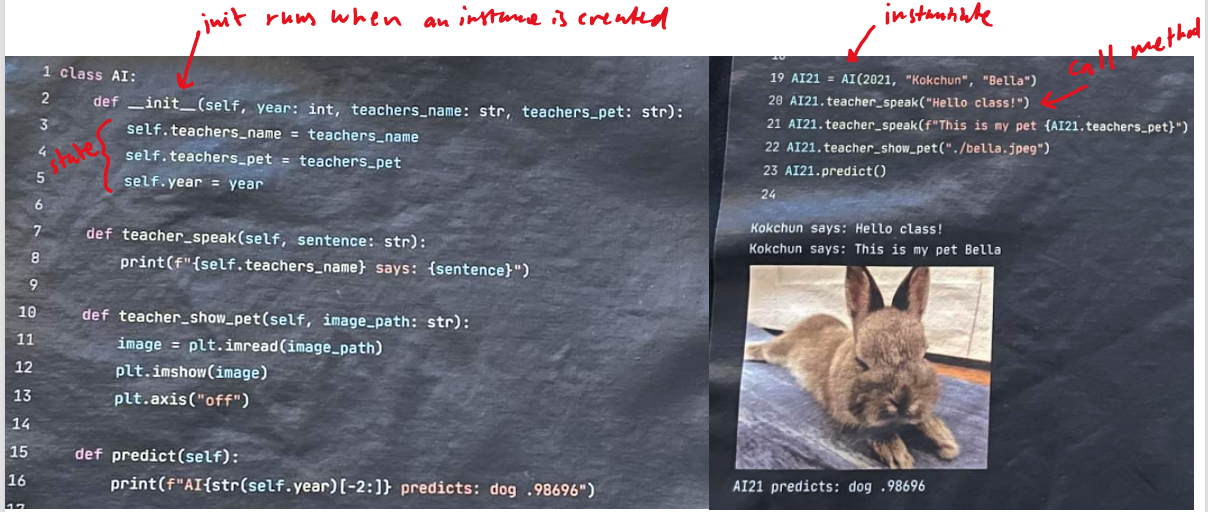 init runs when an instance is created
instantiate
call method
state
1 class AI:
2 def __init__(self, year: int, teachers_name: str, teachers_pet: str):
3 self.teachers_name = teachers_name
4 self.teachers_pet = teachers_pet
5 self.year = year
6
7 def teacher_speak(self, sentence: str):
8 print(f"{self.teachers_name} says: {sentence}")
9
10 def teacher_show_pet(self, image_path: str):
11 image = plt.imread(image_path)
12 plt.imshow(image)
13 plt.axis("off")
14
15 def predict(self):
16 print(f"AI{str(self.year)[-2:]} predicts: dog .98696")
17
18
19 AI21 = AI(2021, "Kokchun", "Bella")
20 AI21.teacher_speak("Hello class!")
21 AI21.teacher_speak(f"This is my pet {AI21.teachers_pet}")
22 AI21.teacher_show_pet("./bella.jpeg")
23 AI21.predict()
24
Kokchun says: Hello class!
Kokchun says: This is my pet Bella
AI21 predicts: dog .98696